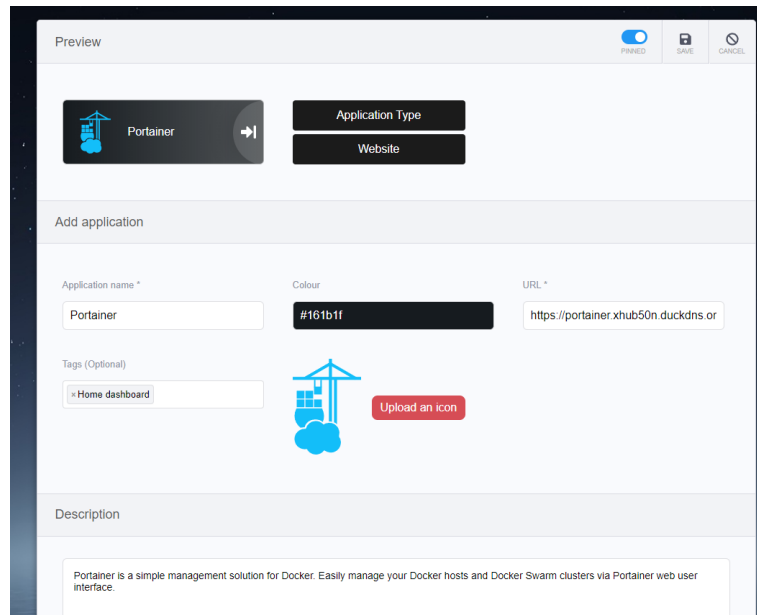 Preview
PINNED
SAVE
CANCEL
Portainer
Application Type
Website
Add application
Application name *
Colour
URL *
Portainer
#161b1f
https://portainer.xhub50n.duckdns.or
Tags (Optional)
×Home dashboard
Upload an icon
Description
Portainer is a simple management solution for Docker. Easily manage your Docker hosts and Docker Swarm clusters via Portainer web user
interface.